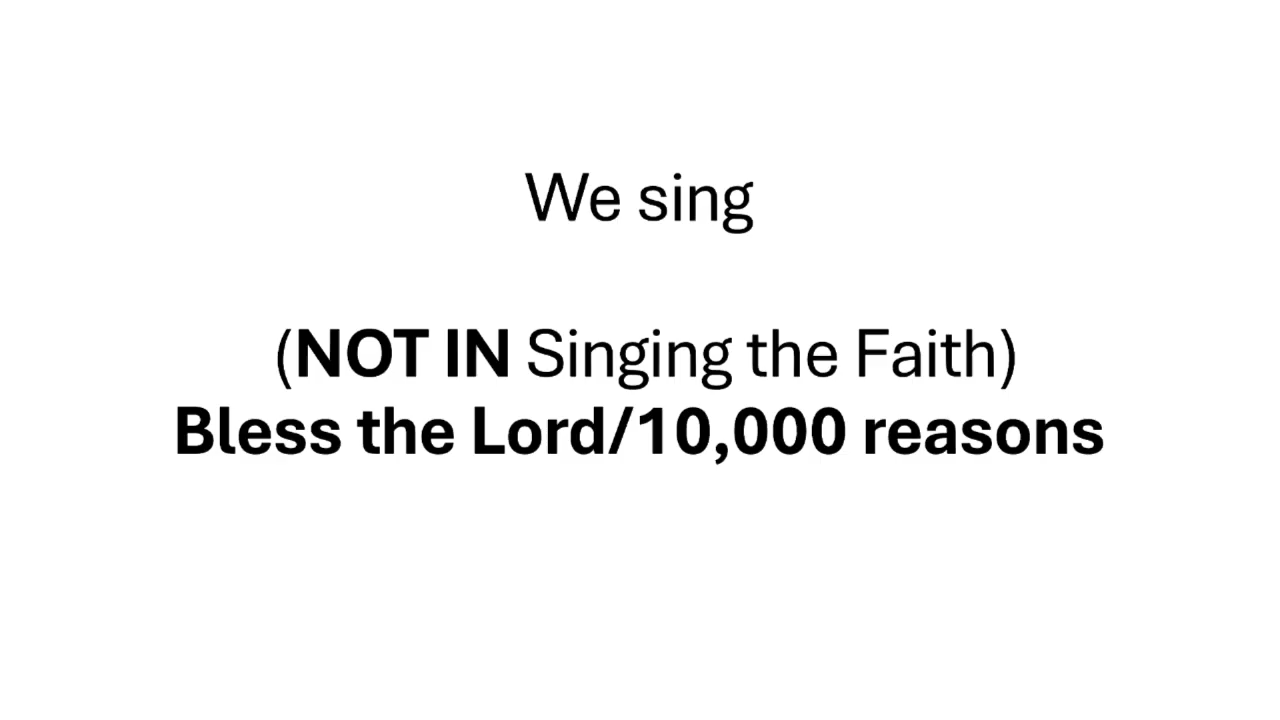 We sing
(NOT IN Singing the Faith)
Bless the Lord/10,000 reasons